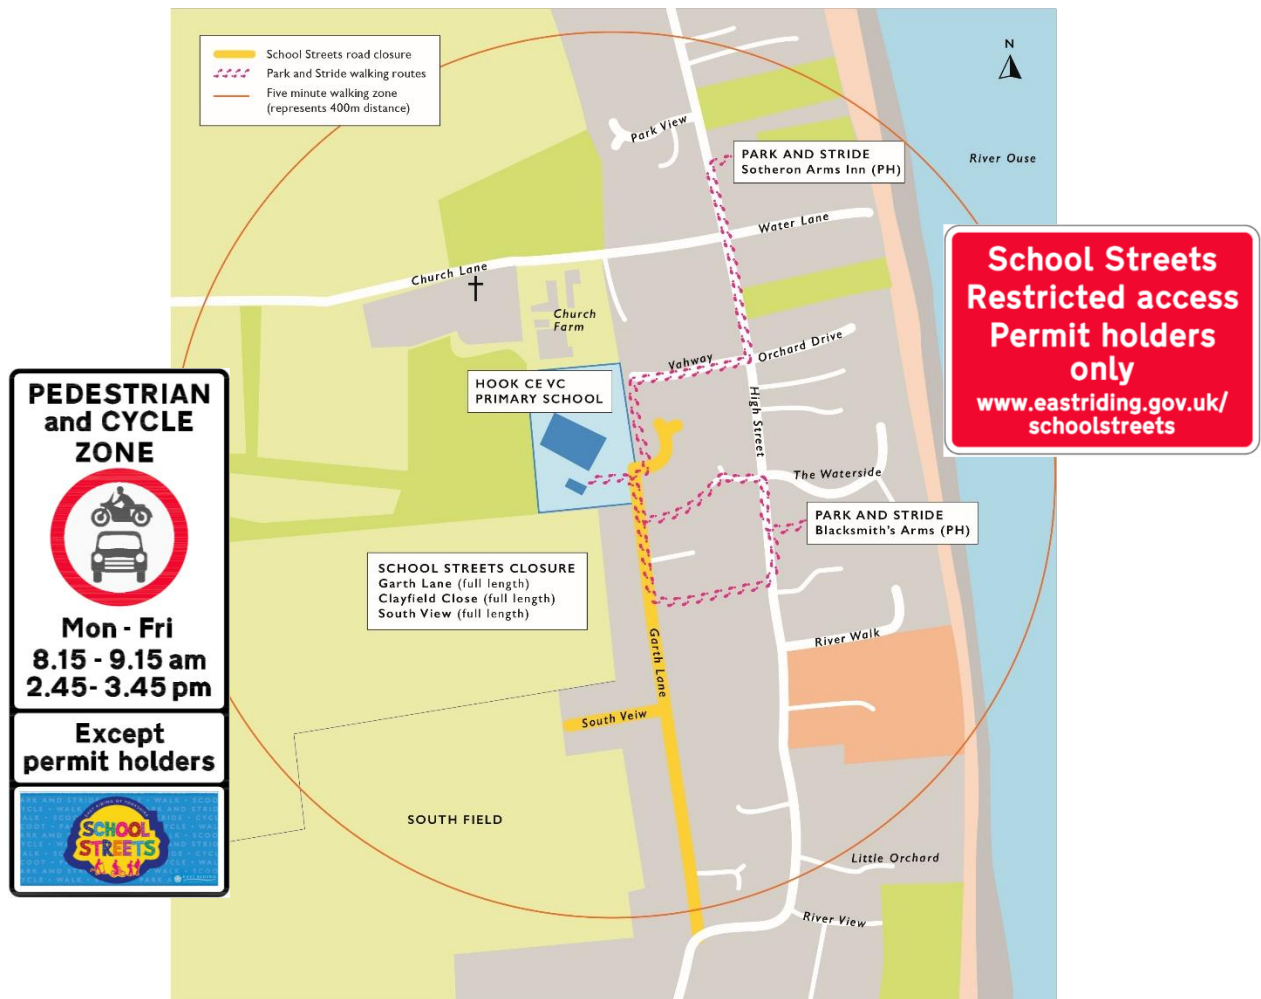 School Streets road closure
Park and Stride walking routes
Five minute walking zone
(represents 400m distance)
N
River Ouse
Park View
PARK AND STRIDE
Sotheron Arms Inn (PH)
Water Lane
Church Lane
Church
Farm
Vahway
Orchard Drive
High Street
HOOK CE VC
PRIMARY SCHOOL
The Waterside
PARK AND STRIDE
Blacksmith's Arms (PH)
SCHOOL STREETS CLOSURE
Garth Lane (full length)
Clayfield Close (full length)
South View (full length)
Garth Lane
River Walk
South Veiw
SOUTH FIELD
Little Orchard
River View
School Streets
Restricted access
Permit holders
only
www.eastriding.gov.uk/
schoolstreets
PEDESTRIAN
and CYCLE
ZONE
Mon - Fri
8.15 - 9.15 am
2.45 - 3.45 pm
Except
permit holders
SCHOOL
STREETS